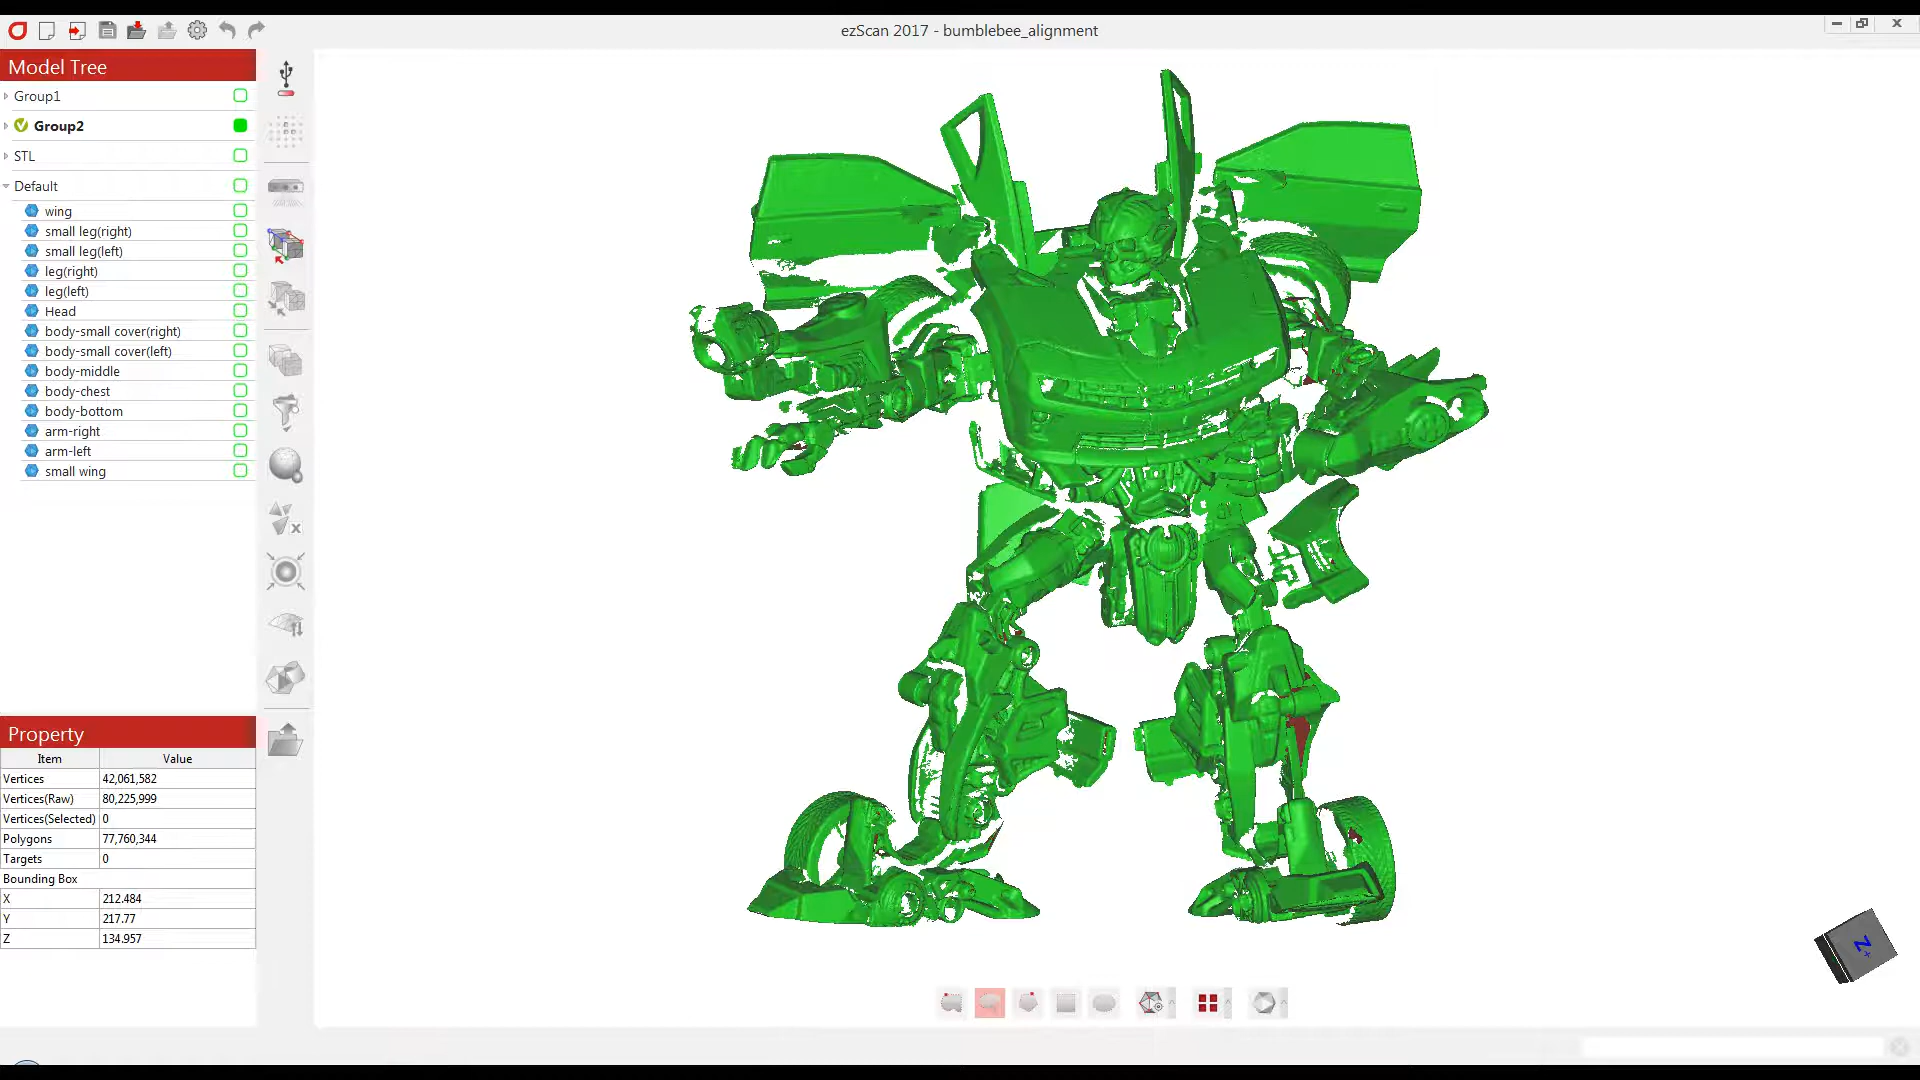 ezScan 2017 - bumblebee_alignment
Model Tree
Group1
Group2
STL
Default
wing
small leg(right)
small leg(left)
leg(right)
leg(left)
Head
body-small cover(right)
body-small cover(left)
body-middle
body-chest
body-bottom
arm-right
arm-left
small wing
Property
Item Value
Vertices 42,061,582
Vertices(Raw) 80,225,999
Vertices(Selected) 0
Polygons 77,760,344
Targets 0
Bounding Box
X 212.484
Y 217.77
Z 134.957
Z+